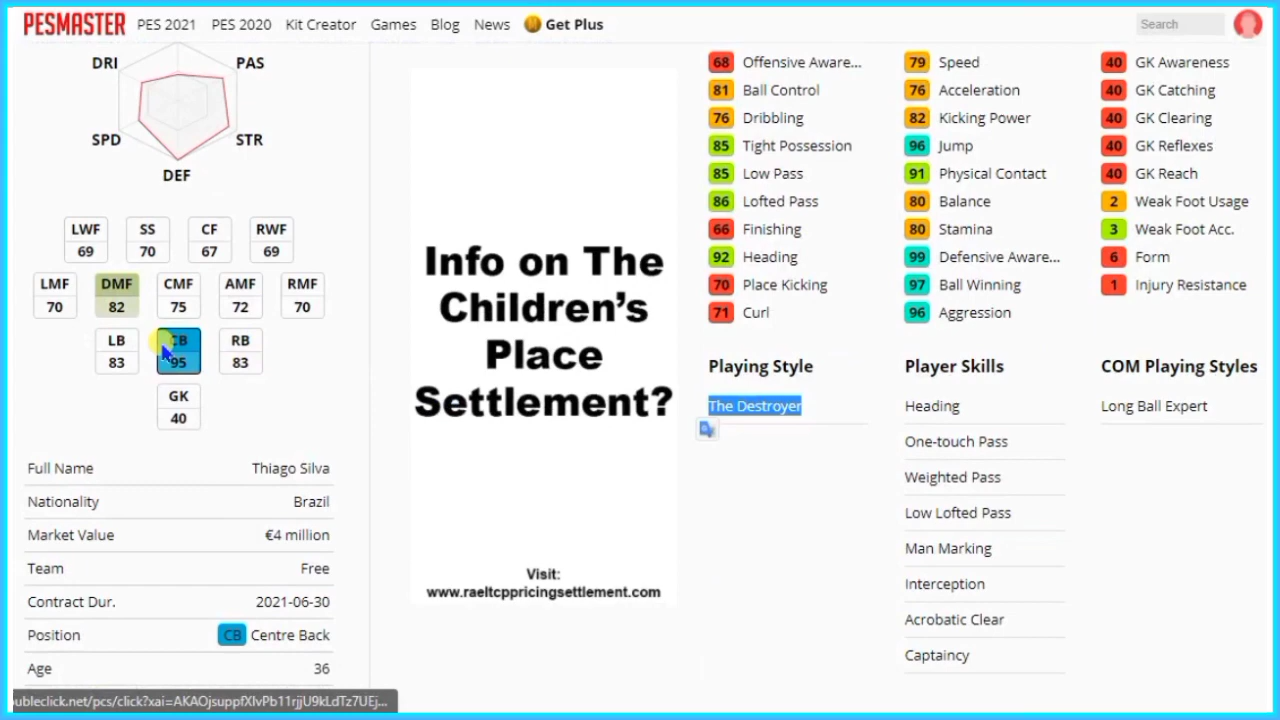 PESMASTER PES 2021 PES 2020 Kit Creator Games Blog News Get Plus Search
DRI PAS
SPD STR
DEF
LWF SS CF RWF
69 70 67 69
LMF DMF CMF AMF RMF
70 82 75 72 70
LB CB RB
83 95 83
GK
40
Full Name Thiago Silva
Nationality Brazil
Market Value €4 million
Team Free
Contract Dur. 2021-06-30
Position CB Centre Back
Age 36
Info on The
Children's
Place
Settlement?
Visit:
www.raeltcppricingsettlement.com
68 Offensive Aware...
81 Ball Control
76 Dribbling
85 Tight Possession
85 Low Pass
86 Lofted Pass
66 Finishing
92 Heading
70 Place Kicking
71 Curl
79 Speed
76 Acceleration
82 Kicking Power
96 Jump
91 Physical Contact
80 Balance
80 Stamina
99 Defensive Aware...
97 Ball Winning
96 Aggression
40 GK Awareness
40 GK Catching
40 GK Clearing
40 GK Reflexes
40 GK Reach
2 Weak Foot Usage
3 Weak Foot Acc.
6 Form
1 Injury Resistance
Playing Style
The Destroyer
Player Skills
Heading
One-touch Pass
Weighted Pass
Low Lofted Pass
Man Marking
Interception
Acrobatic Clear
Captaincy
COM Playing Styles
Long Ball Expert